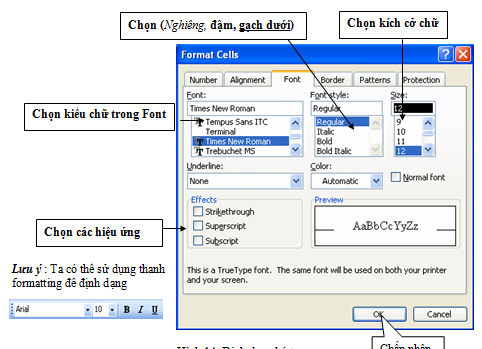 Chọn (Nghiêng, đậm, gạch dưới)
Chọn kích cở chữ
Format Cells
Number Alignment Font Border Patterns Protection
Font: Font style: Size:
Times New Roman Regular 12
Tempus Sans ITC Regular 9
Terminal Italic 10
Times New Roman Bold 11
Trebuchet MS Bold Italic 12
Chọn kiểu chữ trong Font
Underline: Color:
None Automatic Normal font
Effects Preview
Strikethrough
Superscript AaBbCcYyZz
Subscript
Chọn các hiệu ứng
Lưu ý : Ta có thể sử dụng thanh
formatting để định dạng
This is a TrueType font. The same font will be used on both your printer
and your screen.
Arial 10 B I U
OK Cancel
Chấp nhận